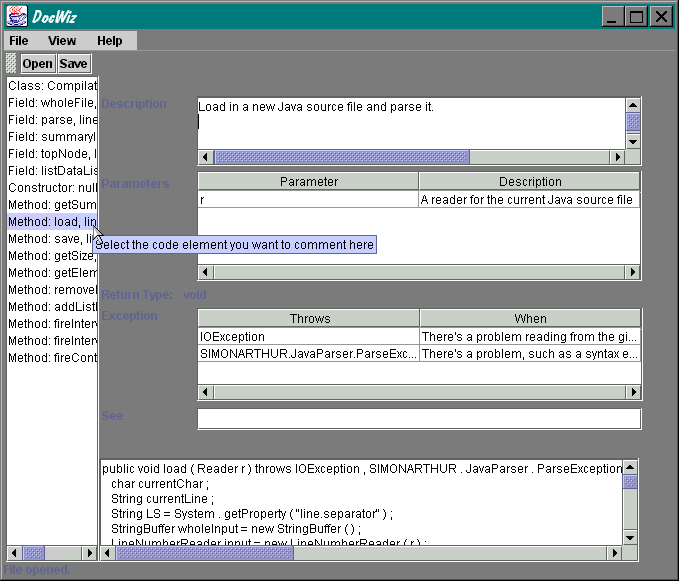 DocWiz
File View Help
Open Save
Class: Compilat
Field: wholeFile,
Field: parse, line
Field: summaryI
Field: topNode, l
Field: listDataLis
Constructor: null
Method: getSum
Method: load, lin
Method: save, li
Method: getSize,
Method: getElem
Method: removeL
Method: addListe
Method: fireInterv
Method: fireInterv
Method: fireCont
Description
Load in a new Java source file and parse it.
Parameters
Parameter Description
r A reader for the current Java source file
Select the code element you want to comment here
Return Type: void
Exception
Throws When
IOException There's a problem reading from the gi...
SIMONARTHUR.JavaParser.ParseExc... There's a problem, such as a syntax e...
See
public void load ( Reader r ) throws IOException , SIMONARTHUR . JavaParser . ParseException
char currentChar ;
String currentLine ;
String LS = System . getProperty ( "line.separator" ) ;
StringBuffer wholeInput = new StringBuffer ( ) ;
LineNumberReader input = new LineNumberReader ( r ) ;
File opened.